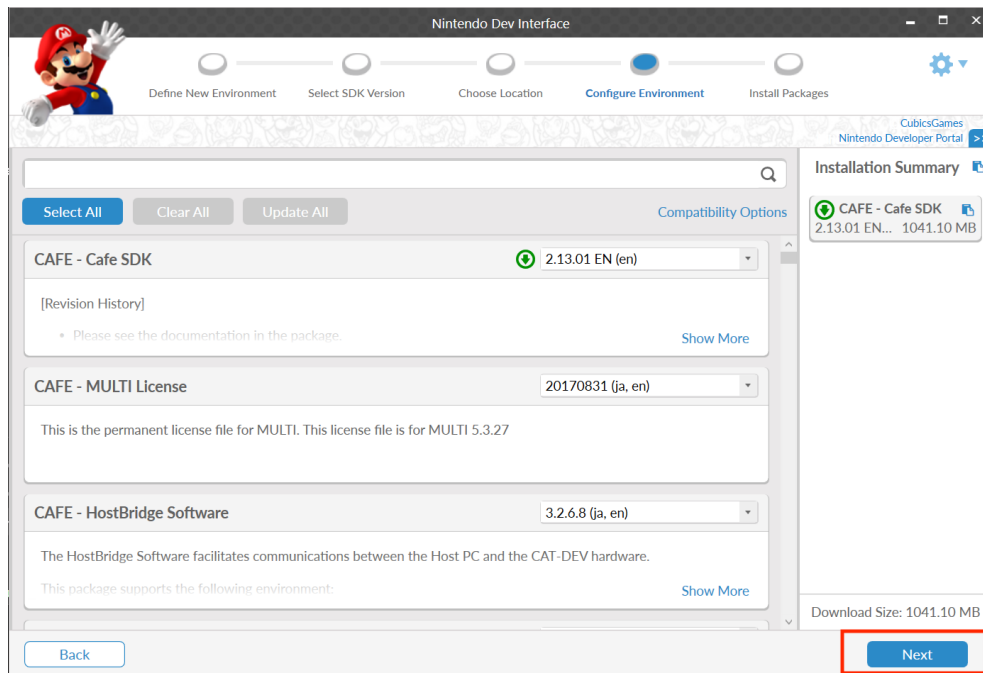 Nintendo Dev Interface
Define New Environment
Select SDK Version
Choose Location
Configure Environment
Install Packages
CubicsGames
Nintendo Developer Portal
Installation Summary
Select All
Clear All
Update All
Compatibility Options
CAFE - Cafe SDK
2.13.01 EN... 1041.10 MB
CAFE - Cafe SDK
2.13.01 EN (en)
[Revision History]
• Please see the documentation in the package.
Show More
CAFE - MULTI License
20170831 (ja, en)
This is the permanent license file for MULTI. This license file is for MULTI 5.3.27
CAFE - HostBridge Software
3.2.6.8 (ja, en)
The HostBridge Software facilitates communications between the Host PC and the CAT-DEV hardware.
This package supports the following environment:
Show More
Download Size: 1041.10 MB
Back
Next